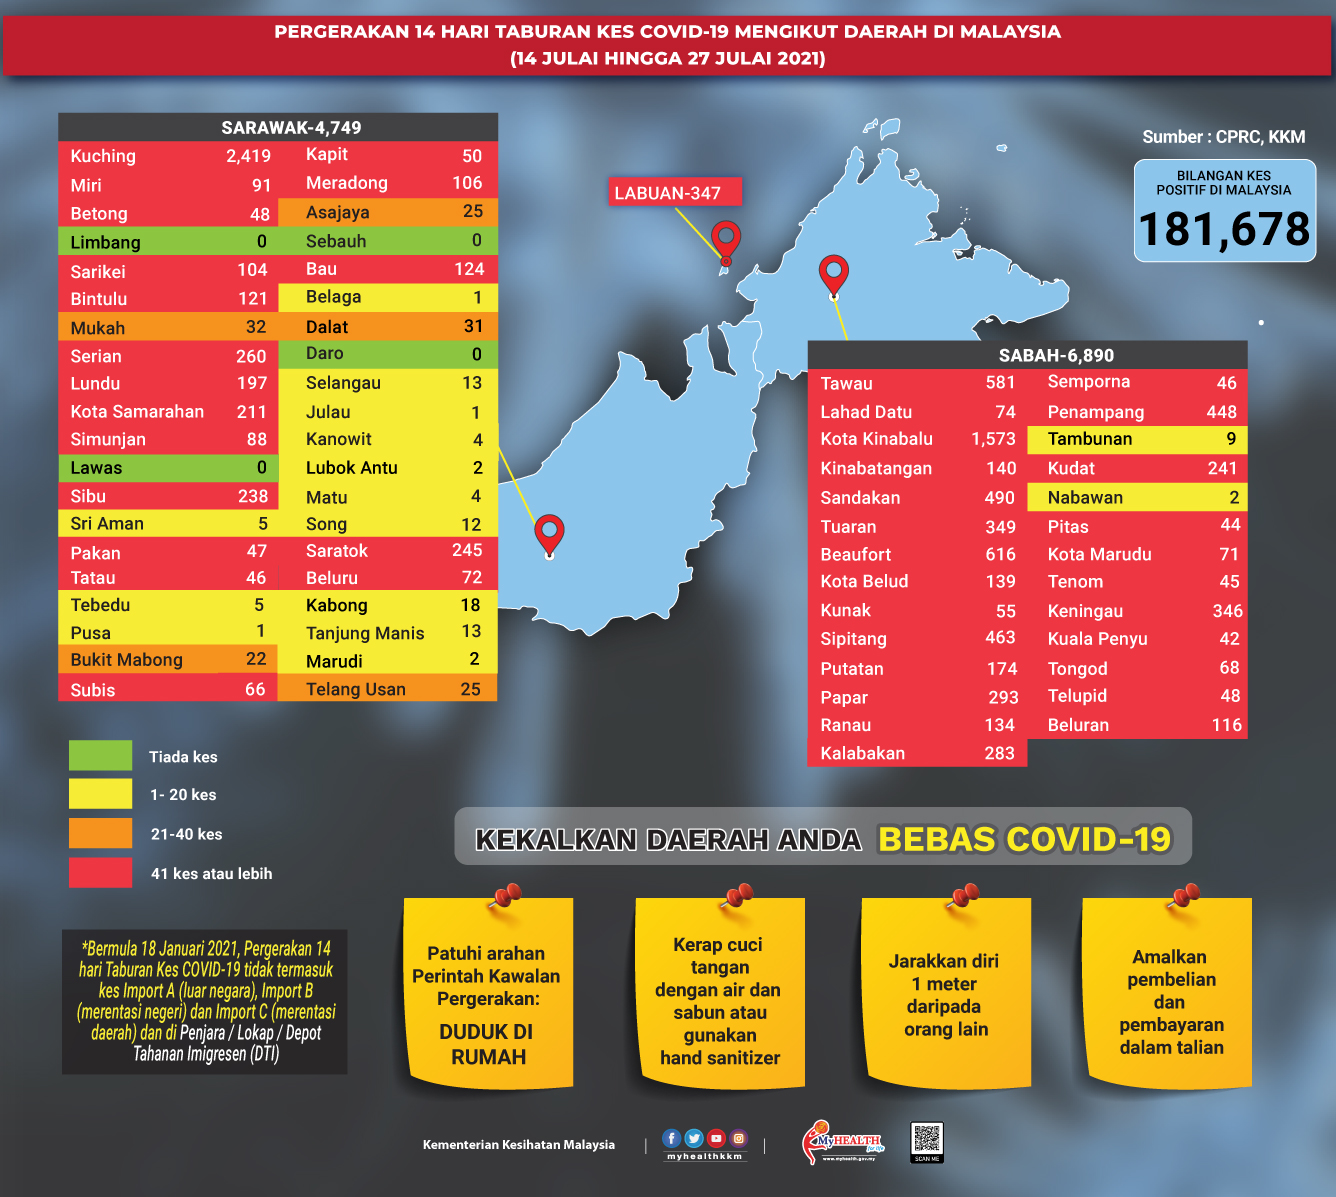 PERGERAKAN 14 HARI TABURAN KES COVID-19 MENGIKUT DAERAH DI MALAYSIA
(14 JULAI HINGGA 27 JULAI 2021)
SARAWAK-4,749
Kuching 2,419
Miri 91
Betong 48
Limbang 0
Sarikei 104
Bintulu 121
Mukah 32
Serian 260
Lundu 197
Kota Samarahan 211
Simunjan 88
Lawas 0
Sibu 238
Sri Aman 5
Pakan 47
Tatau 46
Tebedu 5
Pusa 1
Bukit Mabong 22
Subis 66
Kapit 50
Meradong 106
Asajaya 25
Sebauh 0
Bau 124
Belaga 1
Dalat 31
Daro 0
Selangau 13
Julau 1
Kanowit 4
Lubok Antu 2
Matu 4
Song 12
Saratok 245
Beluru 72
Kabong 18
Tanjung Manis 13
Marudi 2
Telang Usan 25
LABUAN-347
Sumber : CPRC, KKM
BILANGAN KES
POSITIF DI MALAYSIA
181,678
SABAH-6,890
Tawau 581
Lahad Datu 74
Kota Kinabalu 1,573
Kinabatangan 140
Sandakan 490
Tuaran 349
Beaufort 616
Kota Belud 139
Kunak 55
Sipitang 463
Putatan 174
Papar 293
Ranau 134
Kalabakan 283
Semporna 46
Penampang 448
Tambunan 9
Kudat 241
Nabawan 2
Pitas 44
Kota Marudu 71
Tenom 45
Keningau 346
Kuala Penyu 42
Tongod 68
Telupid 48
Beluran 116
Tiada kes
1- 20 kes
21-40 kes
41 kes atau lebih
*Bermula 18 Januari 2021, Pergerakan 14
hari Taburan Kes COVID-19 tidak termasuk
kes Import A (luar negara), Import B
(merentasi negeri) dan Import C (merentasi
daerah) dan di Penjara / Lokap / Depot
Tahanan Imigresen (DTI)
KEKALKAN DAERAH ANDA BEBAS COVID-19
Patuhi arahan
Perintah Kawalan
Pergerakan:
DUDUK DI
RUMAH
Kerap cuci
tangan
dengan air dan
sabun atau
gunakan
hand sanitizer
Jarakkan diri
1 meter
daripada
orang lain
Amalkan
pembelian
dan
pembayaran
dalam talian
Kementerian Kesihatan Malaysia
myhealthkkm
MyHEALTH
for life
www.myhealth.gov.my
SCAN ME